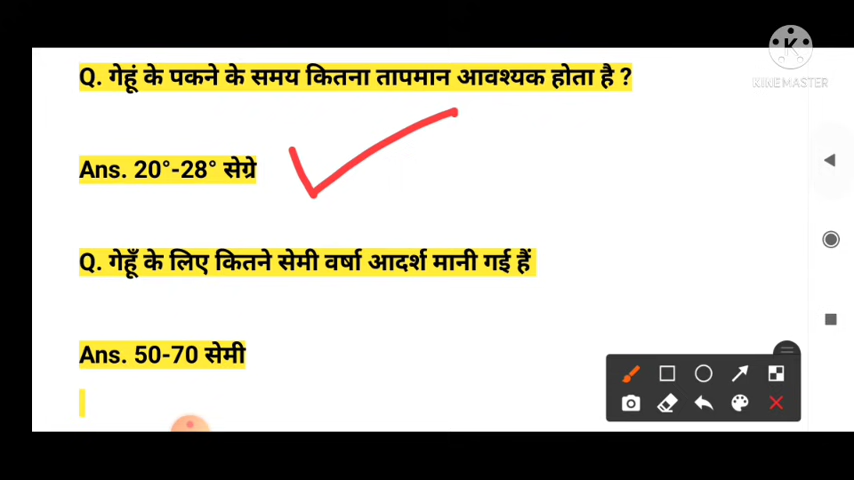 Q. गेहूं के पकने के समय कितना तापमान आवश्यक होता है ?
KINEMASTER
Ans. 20°-28° सेग्रे
Q. गेहूँ के लिए कितने सेमी वर्षा आदर्श मानी गई हैं
Ans. 50-70 सेमी